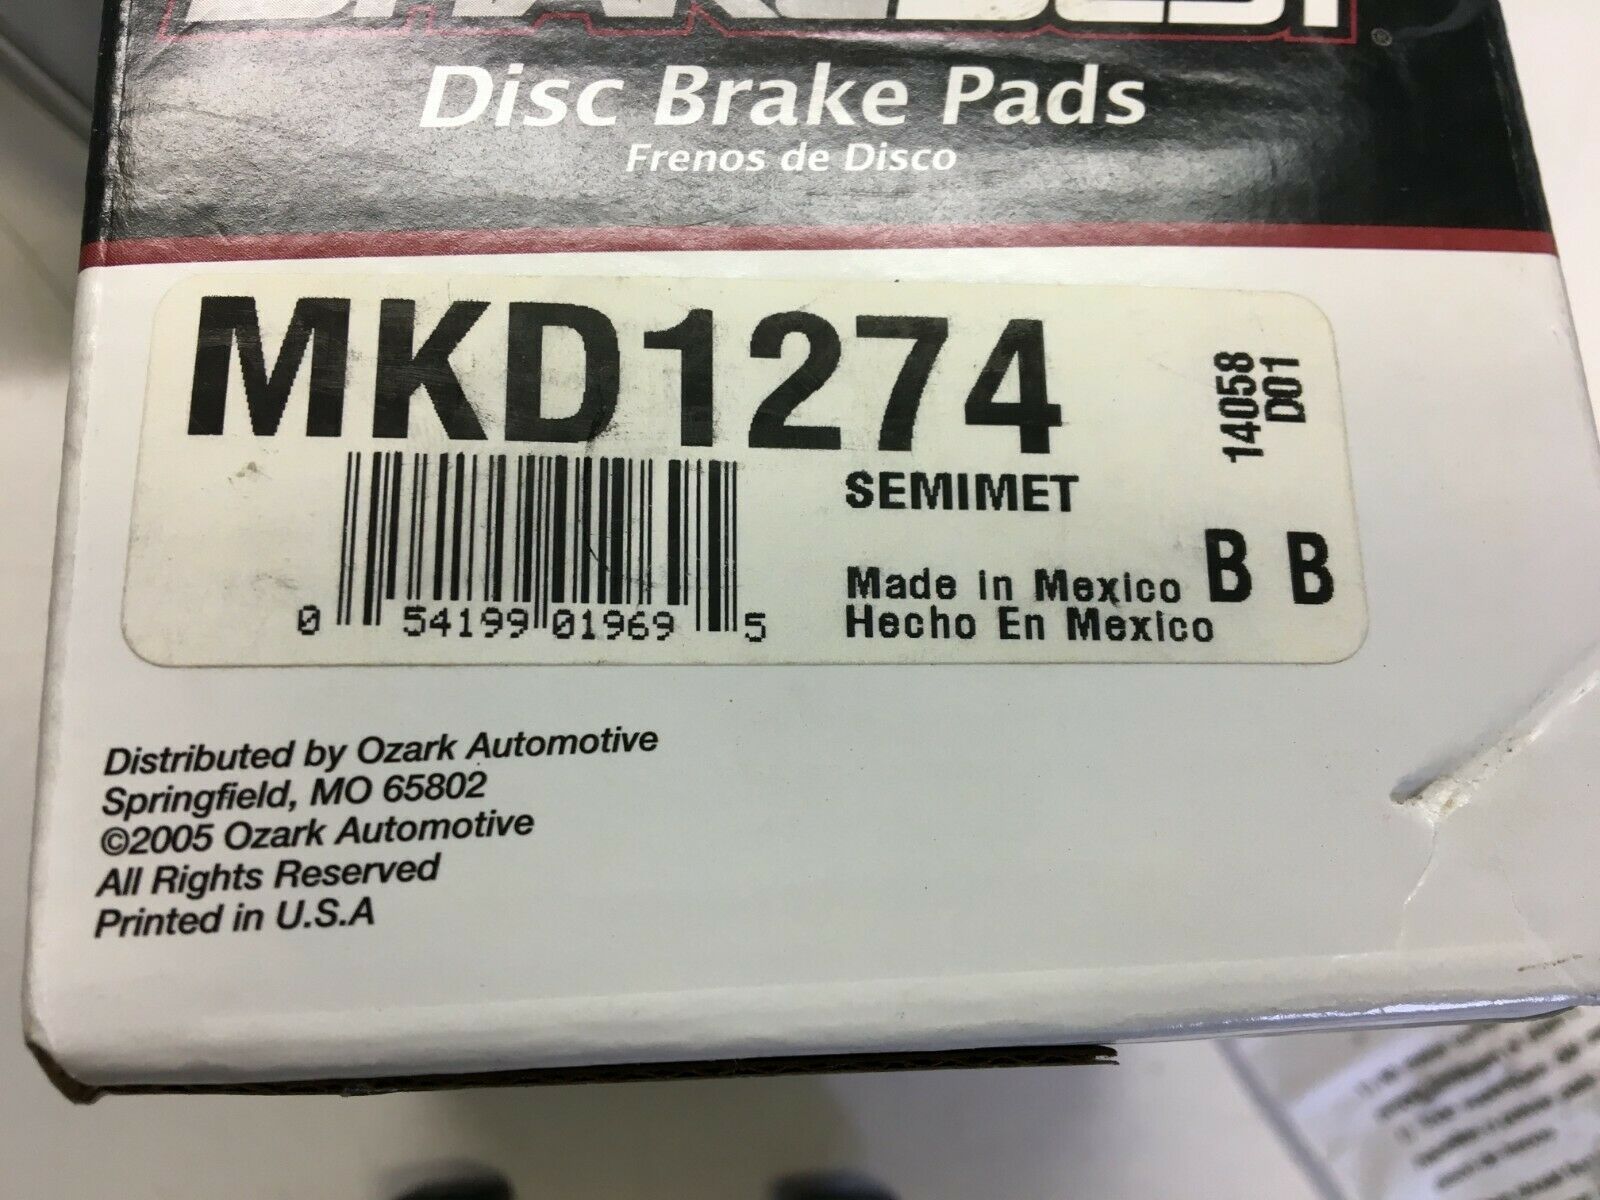 BRAKEBEST®
Disc Brake Pads
Frenos de Disco
MKD1274
14058
D01
SEMIMET
Made in Mexico
Hecho En Mexico
B B
0 54199 01969 5
Distributed by Ozark Automotive
Springfield, MO 65802
©2005 Ozark Automotive
All Rights Reserved
Printed in U.S.A